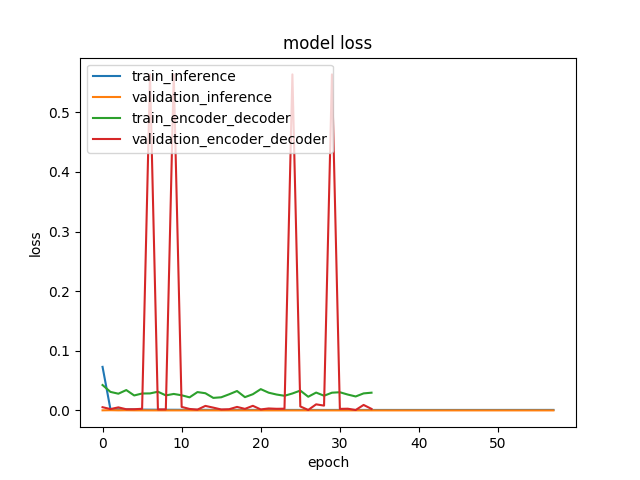 model loss
train_inference
validation_inference
train_encoder_decoder
validation_encoder_decoder
0.5
0.4
0.3
0.2
0.1
0.0
loss
0 10 20 30 40 50
epoch